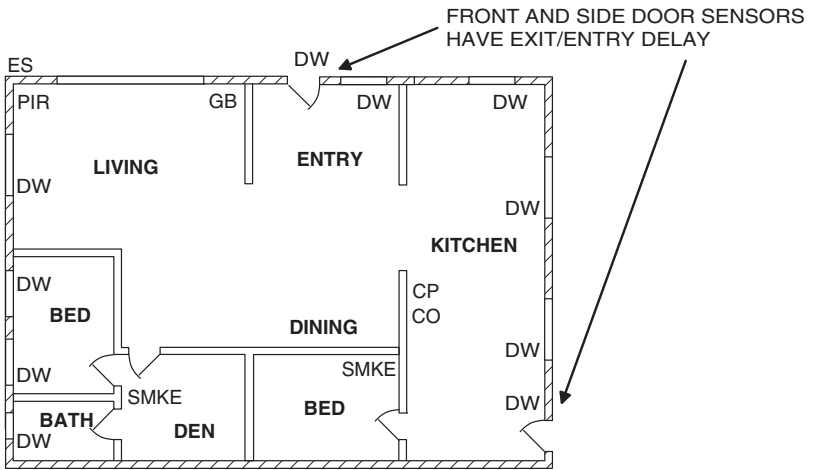 FRONT AND SIDE DOOR SENSORS
HAVE EXIT/ENTRY DELAY
DW
ES
PIR
GB
DW
DW
LIVING
ENTRY
DW
DW
KITCHEN
DW
BED
CP
CO
DINING
DW
DW
SMKE
SMKE
DW
BED
BATH
DEN
DW